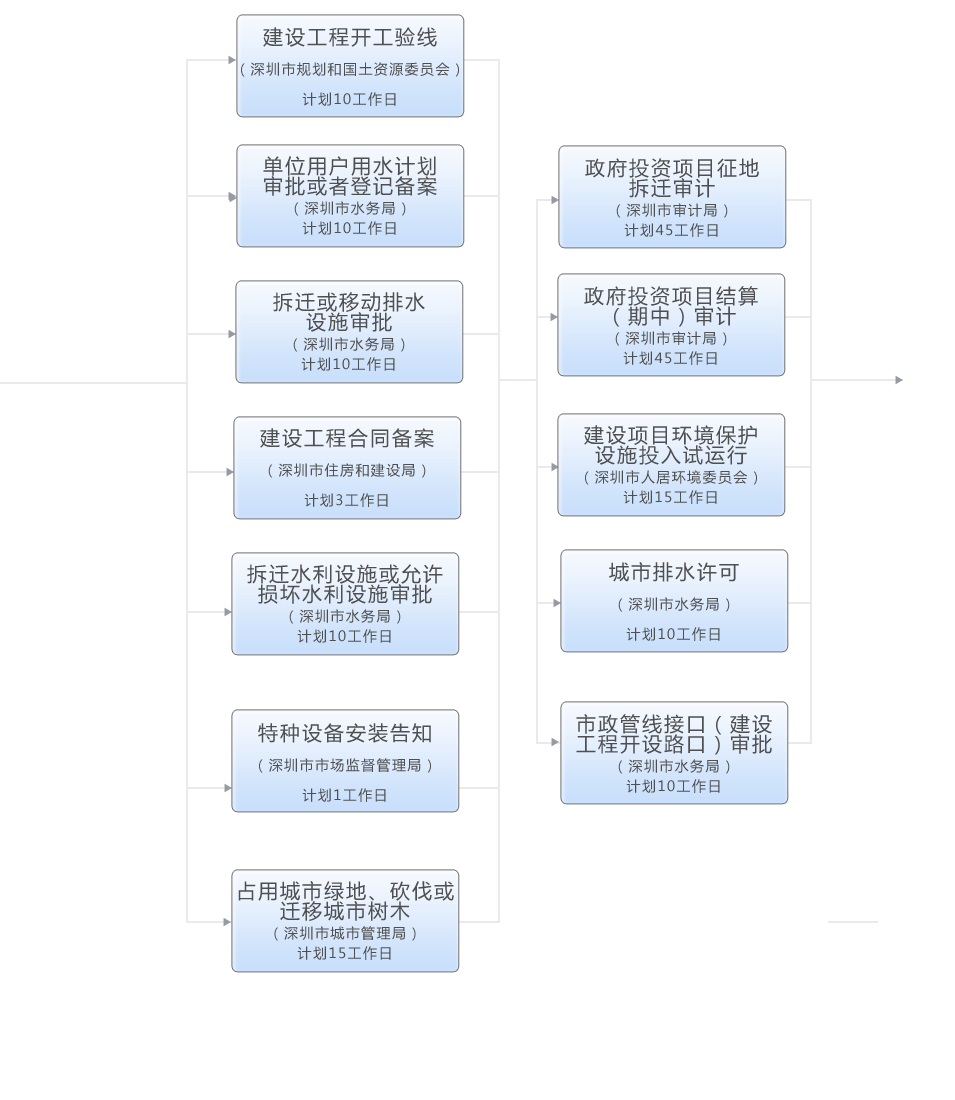 建设工程开工验线
（深圳市规划和国土资源委员会）
计划10工作日
单位用户用水计划
审批或者登记备案
（深圳市水务局）
计划10工作日
拆迁或移动排水
设施审批
（深圳市水务局）
计划10工作日
建设工程合同备案
（深圳市住房和建设局）
计划3工作日
拆迁水利设施或允许
损坏水利设施审批
（深圳市水务局）
计划10工作日
特种设备安装告知
（深圳市市场监督管理局）
计划1工作日
占用城市绿地、砍伐或
迁移城市树木
（深圳市城市管理局）
计划15工作日
政府投资项目征地
拆迁审计
（深圳市审计局）
计划45工作日
政府投资项目结算
（期中）审计
（深圳市审计局）
计划45工作日
建设项目环境保护
设施投入试运行
（深圳市人居环境委员会）
计划15工作日
城市排水许可
（深圳市水务局）
计划10工作日
市政管线接口（建设
工程开设路口）审批
（深圳市水务局）
计划10工作日